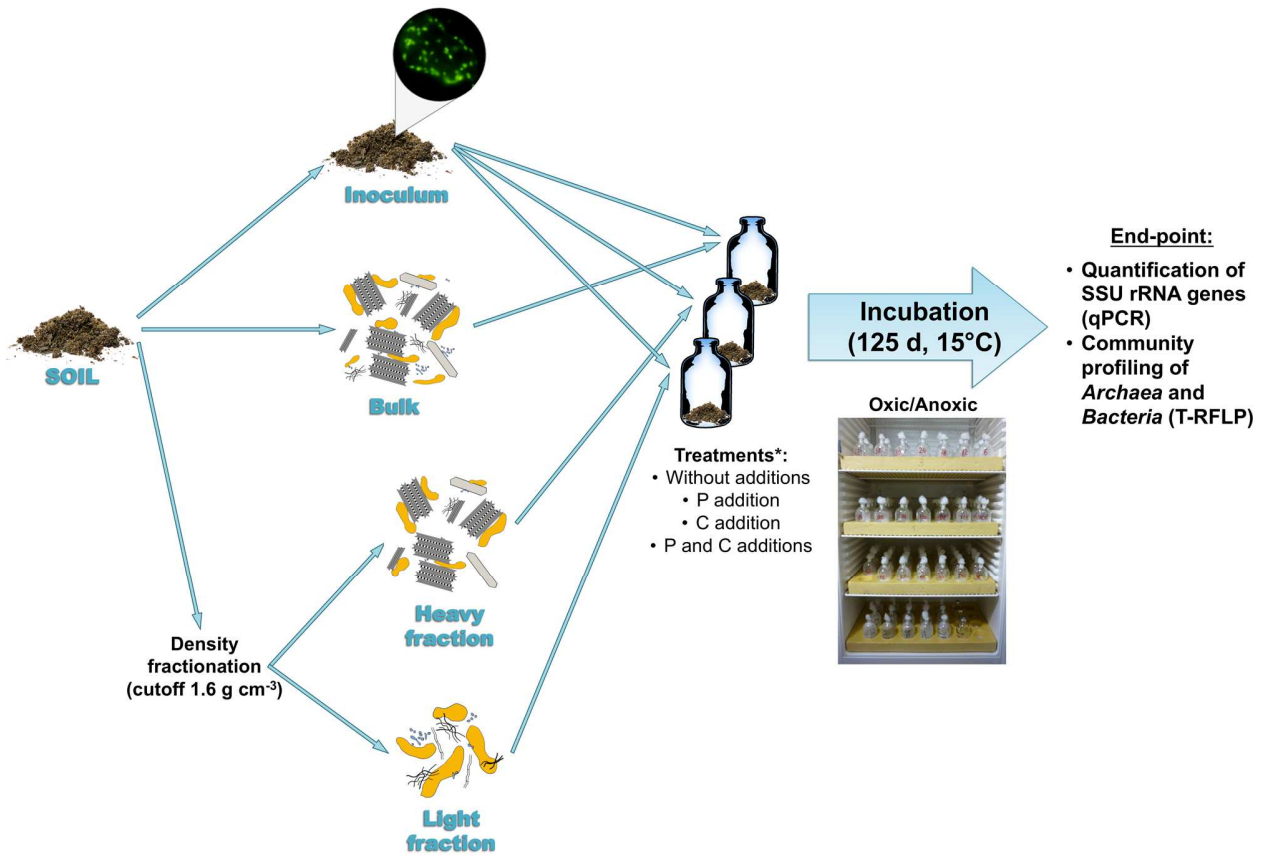 SOIL
Inoculum
Bulk
Density
fractionation
(cutoff 1.6 g cm-3)
Heavy
fraction
Light
fraction
Treatments*:
• Without additions
• P addition
• C addition
• P and C additions
Incubation
(125 d, 15°C)
Oxic/Anoxic
End-point:
• Quantification of
SSU rRNA genes
(qPCR)
• Community
profiling of
Archaea and
Bacteria (T-RFLP)